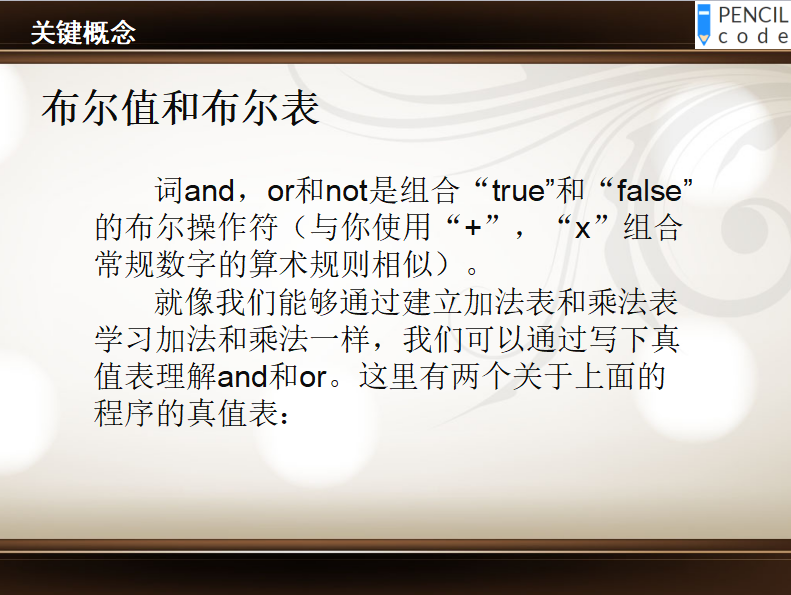 关键概念
PENCIL
code
布尔值和布尔表
词and，or和not是组合“true”和“false”
的布尔操作符（与你使用“+”，“x”组合
常规数字的算术规则相似）。
就像我们能够通过建立加法表和乘法表
学习加法和乘法一样，我们可以通过写下真
值表理解and和or。这里有两个关于上面的
程序的真值表：